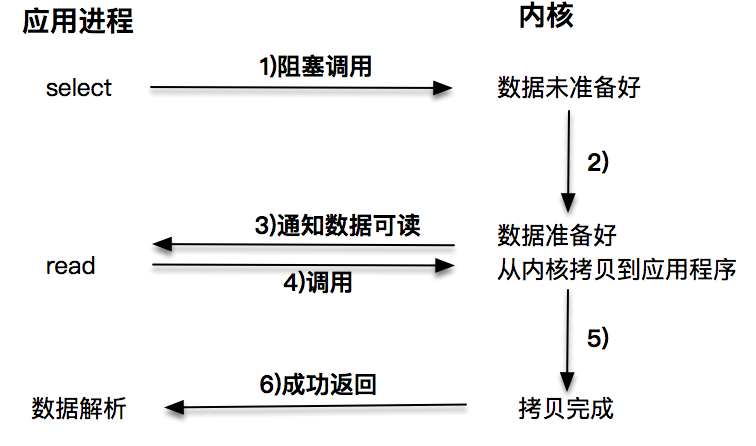 应用进程
内核
1)阻塞调用
select
数据未准备好
2)
3)通知数据可读
数据准备好
read
从内核拷贝到应用程序
4)调用
5)
6)成功返回
数据解析
拷贝完成